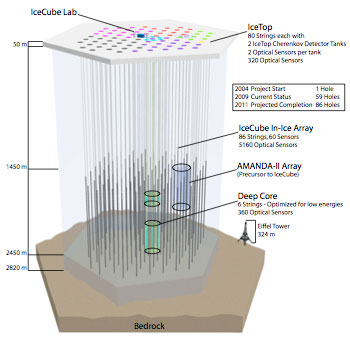 IceCube Lab
IceTop
80 Strings each with
2 IceTop Cherenkov Detector Tanks
2 Optical Sensors per tank
320 Optical Sensors
50 m
2004 Project Start 1 Hole
2009 Current Status 59 Holes
2011 Projected Completion 86 Holes
IceCube In-Ice Array
86 Strings, 60 Sensors
5160 Optical Sensors
1450 m
AMANDA-II Array
(Precursor to IceCube)
Deep Core
6 Strings - Optimized for low energies
360 Optical Sensors
Eiffel Tower
324 m
2450 m
2820 m
Bedrock